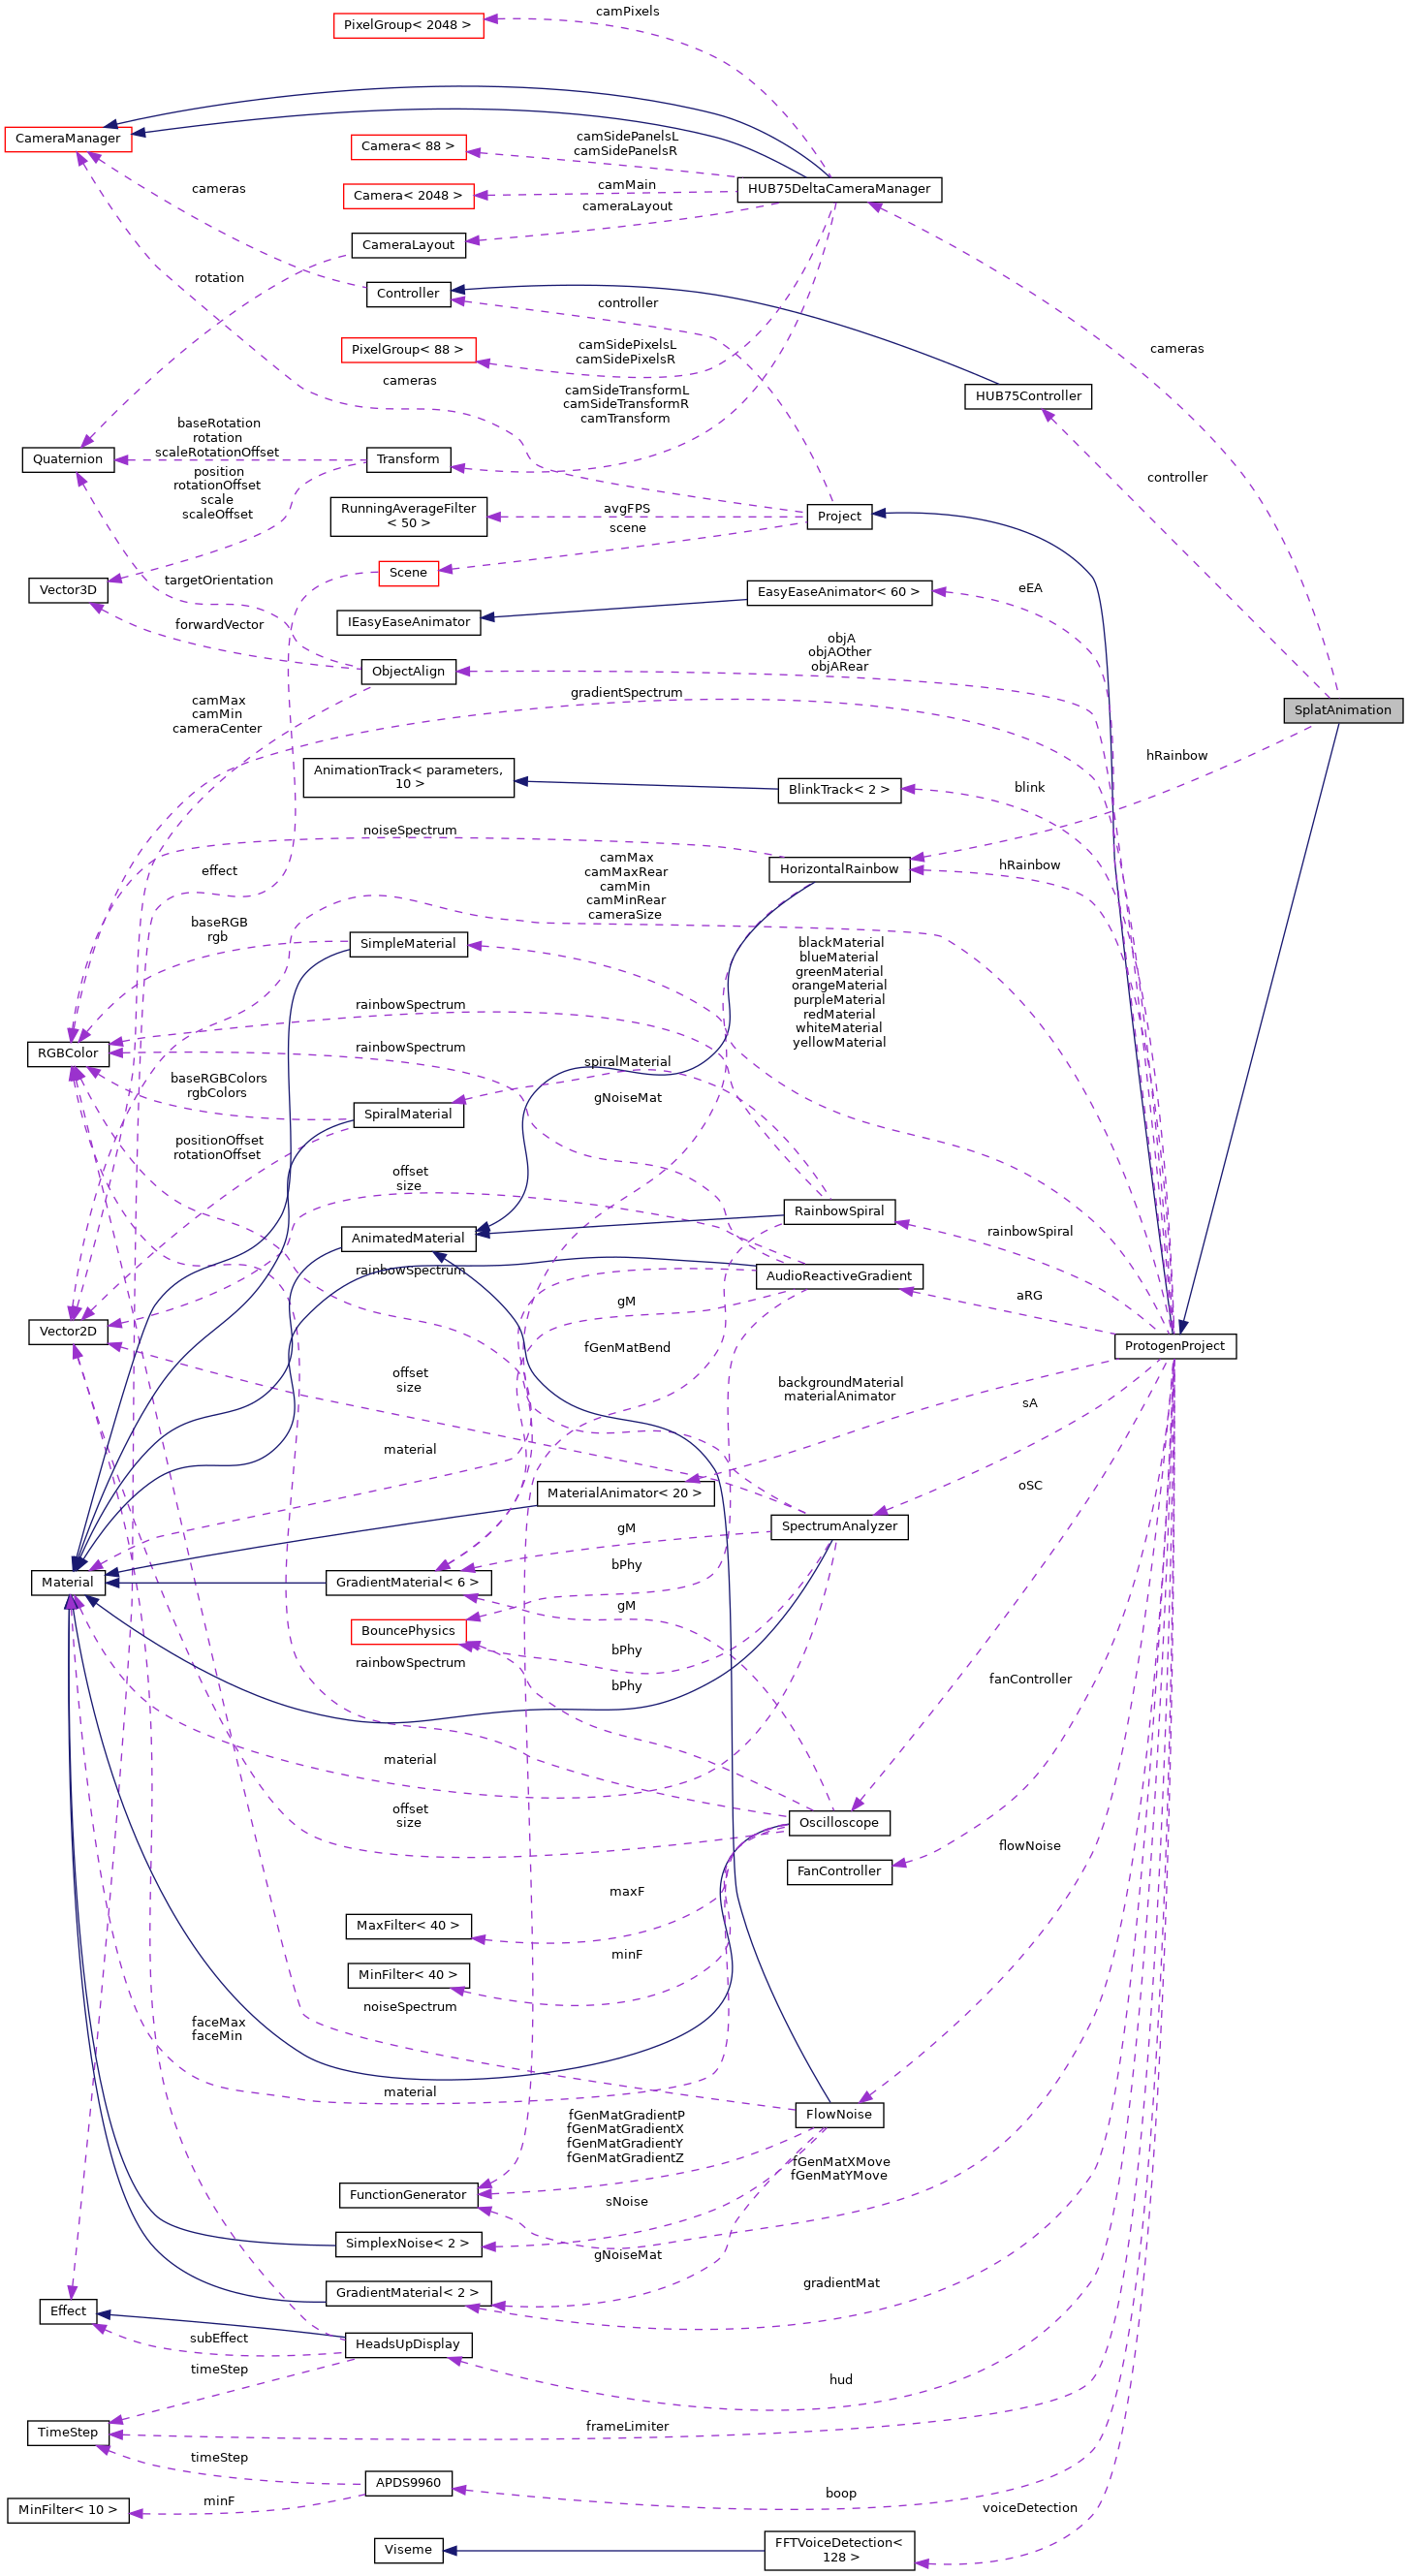 camPixels
PixelGroup< 2048 >
CameraManager
camSidePanelsL
camSidePanelsR
Camera< 88 >
HUB75DeltaCameraManager
cameras
camMain
Camera< 2048 >
cameraLayout
CameraLayout
rotation
Controller
controller
camSidePixelsL
camSidePixelsR
PixelGroup< 88 >
cameras
cameras
camSideTransformL
camSideTransformR
camTransform
HUB75Controller
baseRotation
rotation
scaleRotationOffset
Quaternion
Transform
position
rotationOffset
scale
scaleOffset
controller
RunningAverageFilter
< 50 >
avgFPS
Project
scene
Scene
Vector3D
targetOrientation
EasyEaseAnimator< 60 >
eEA
IEasyEaseAnimator
forwardVector
objA
objAOther
objARear
ObjectAlign
gradientSpectrum
camMax
camMin
cameraCenter
SplatAnimation
hRainbow
AnimationTrack< parameters,
10 >
BlinkTrack< 2 >
blink
noiseSpectrum
effect
camMax
camMaxRear
camMin
camMinRear
cameraSize
HorizontalRainbow
hRainbow
baseRGB
rgb
SimpleMaterial
blackMaterial
blueMaterial
greenMaterial
orangeMaterial
purpleMaterial
redMaterial
whiteMaterial
yellowMaterial
rainbowSpectrum
RGBColor
rainbowSpectrum
spiralMaterial
baseRGBColors
rgbColors
gNoiseMat
SpiralMaterial
positionOffset
rotationOffset
offset
size
RainbowSpiral
rainbowSpiral
AnimatedMaterial
rainbowSpectrum
AudioReactiveGradient
aRG
gM
Vector2D
fGenMatBend
ProtogenProject
offset
size
backgroundMaterial
materialAnimator
sA
material
MaterialAnimator< 20 >
oSC
SpectrumAnalyzer
gM
bPhy
Material
GradientMaterial< 6 >
gM
BouncePhysics
bPhy
rainbowSpectrum
bPhy
fanController
material
offset
size
Oscilloscope
flowNoise
FanController
maxF
MaxFilter< 40 >
minF
MinFilter< 40 >
noiseSpectrum
faceMax
faceMin
material
FlowNoise
fGenMatGradientP
fGenMatGradientX
fGenMatGradientY
fGenMatGradientZ
fGenMatXMove
fGenMatYMove
FunctionGenerator
sNoise
SimplexNoise< 2 >
gNoiseMat
gradientMat
GradientMaterial< 2 >
Effect
subEffect
HeadsUpDisplay
timeStep
hud
TimeStep
frameLimiter
timeStep
APDS9960
boop
minF
MinFilter< 10 >
voiceDetection
Viseme
FFTVoiceDetection<
128 >